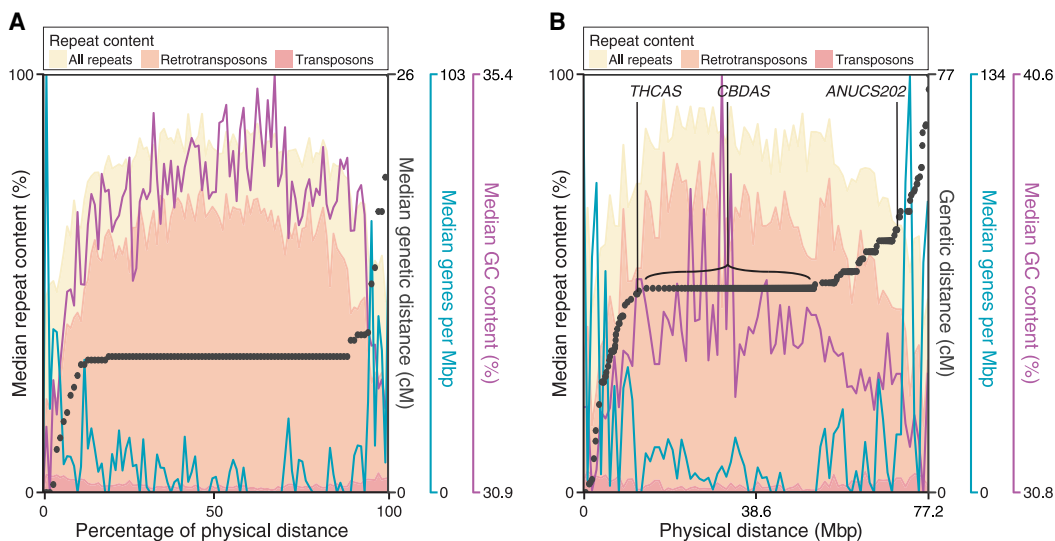 A
Repeat content
All repeats
Retrotransposons
Transposons
100
26
103
35.4
Median repeat content (%)
Median genetic distance (cM)
Median genes per Mbp
Median GC content (%)
0
0
0
30.9
0
50
100
Percentage of physical distance
B
Repeat content
All repeats
Retrotransposons
Transposons
100
77
134
40.6
THCAS
CBDAS
ANUCS202
Median repeat content (%)
Genetic distance (cM)
Median genes per Mbp
Median GC content (%)
0
0
0
30.8
0
38.6
77.2
Physical distance (Mbp)